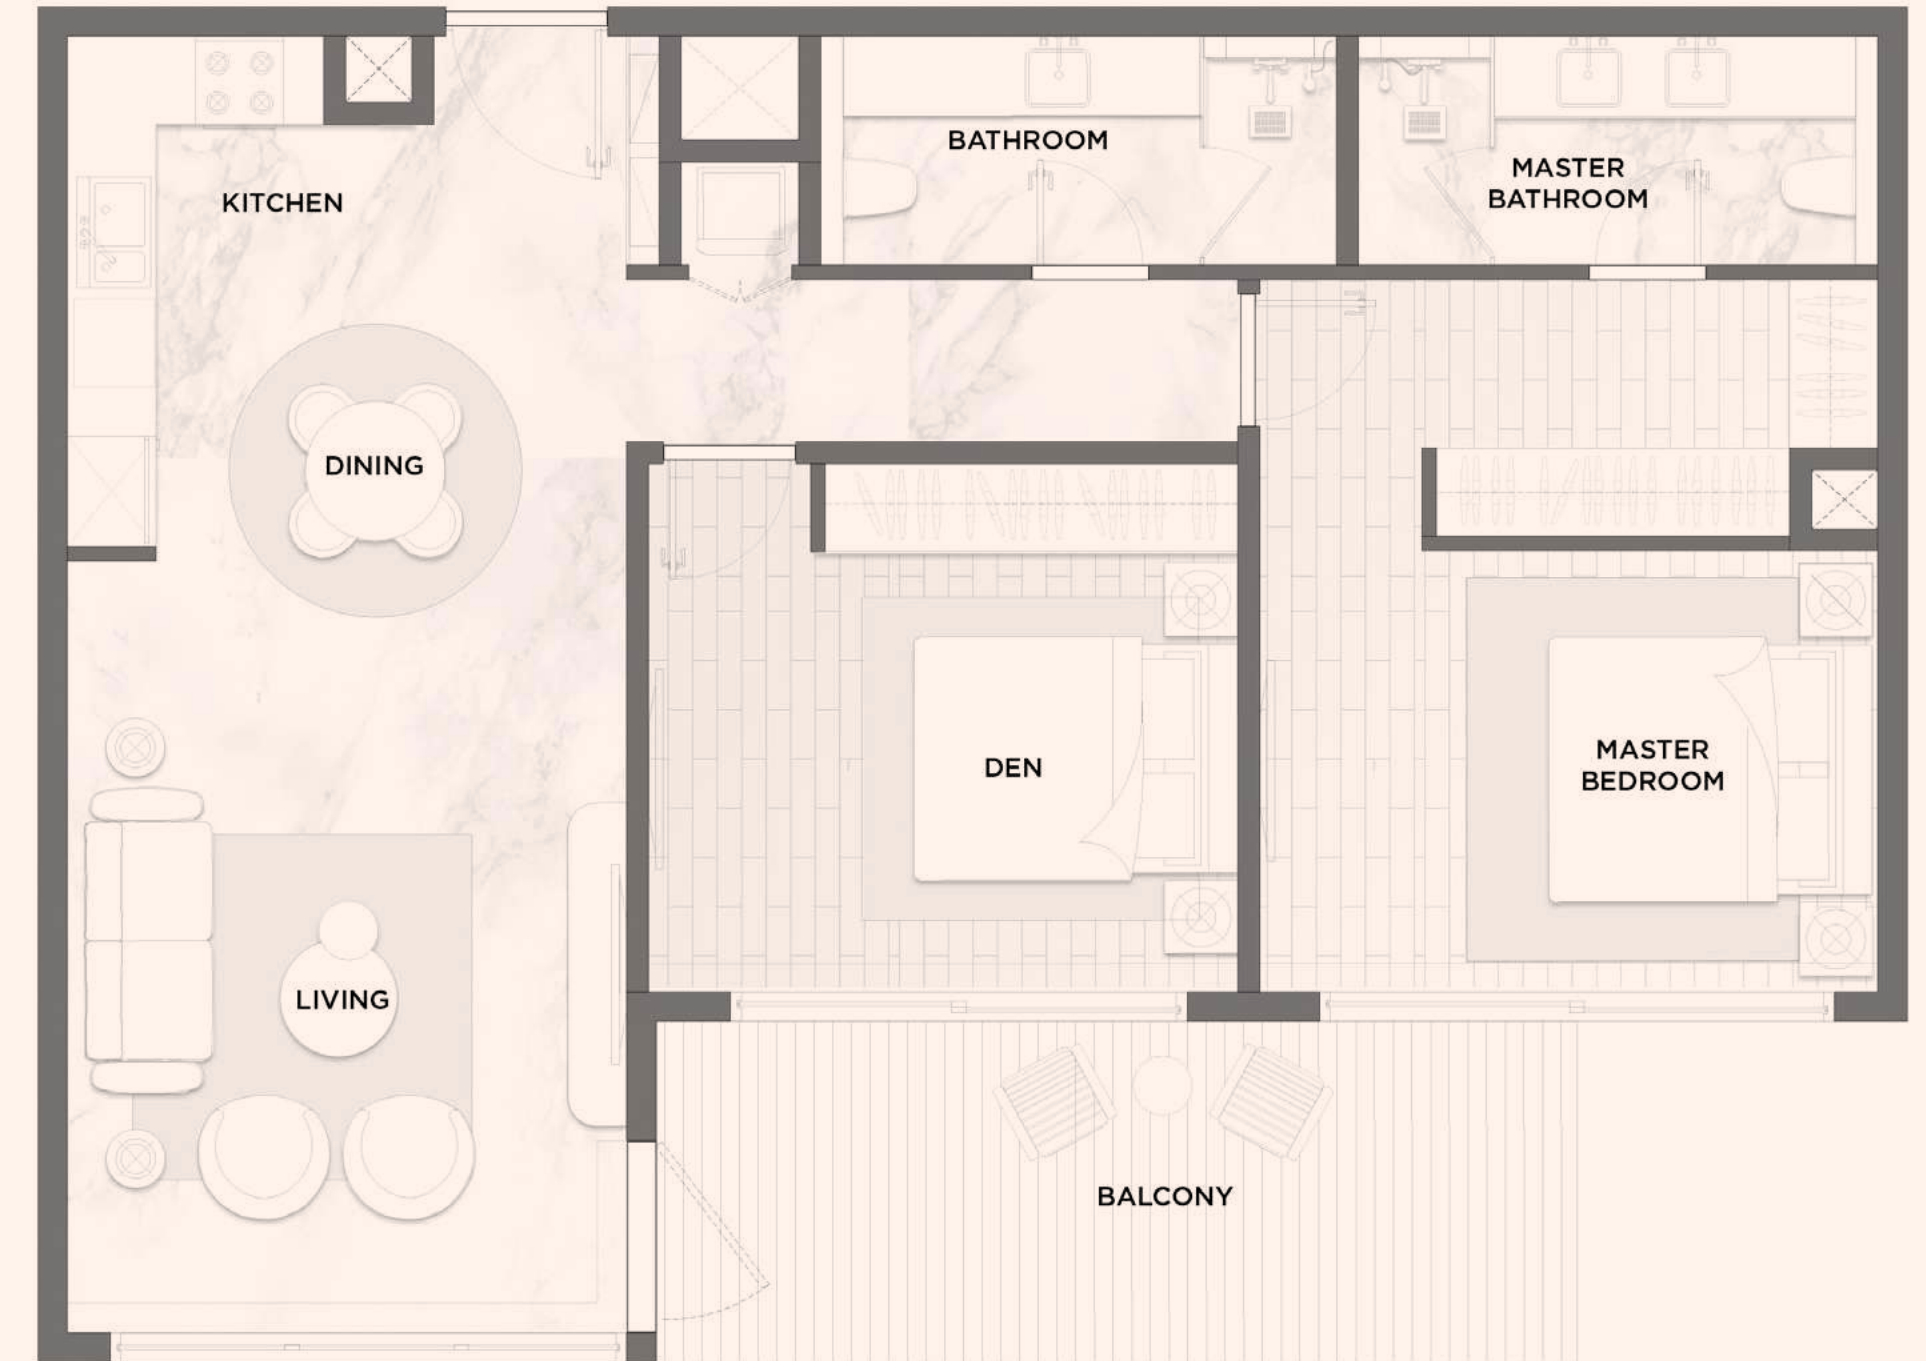 BATHROOM
MASTER
BATHROOM
KITCHEN
DINING
DEN
MASTER
BEDROOM
LIVING
BALCONY